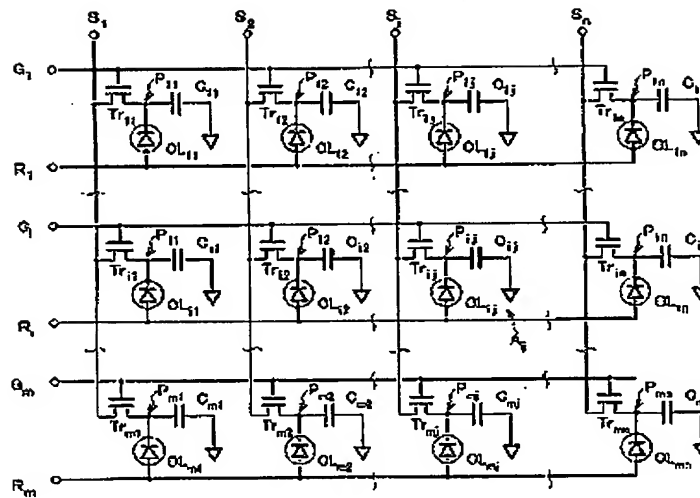 S₁ S₂ Sⱼ Sₙ
G₁ P₁₁ C₁₁ P₁₂ C₁₂ P₁ⱼ C₁ⱼ P₁ₙ
Tr₁₁ Tr₁₂ Tr₁ⱼ Tr₁ₙ
R₁ OL₁₁ OL₁₂ OL₁ⱼ OL₁ₙ
Gᵢ Pᵢ₁ Cᵢ₁ Pᵢ₂ Cᵢ₂ Pᵢⱼ Cᵢⱼ Pᵢₙ
Trᵢ₁ Trᵢ₂ Trᵢⱼ Trᵢₙ
Rᵢ OLᵢ₁ OLᵢ₂ OLᵢⱼ OLᵢₙ
Gₘ Pₘ₁ Cₘ₁ Pₘ₂ Cₘ₂ Pₘⱼ Cₘⱼ Pₘₙ
Trₘ₁ Trₘ₂ Trₘⱼ Trₘₙ
Rₘ OLₘ₁ OLₘ₂ OLₘⱼ OLₘₙ